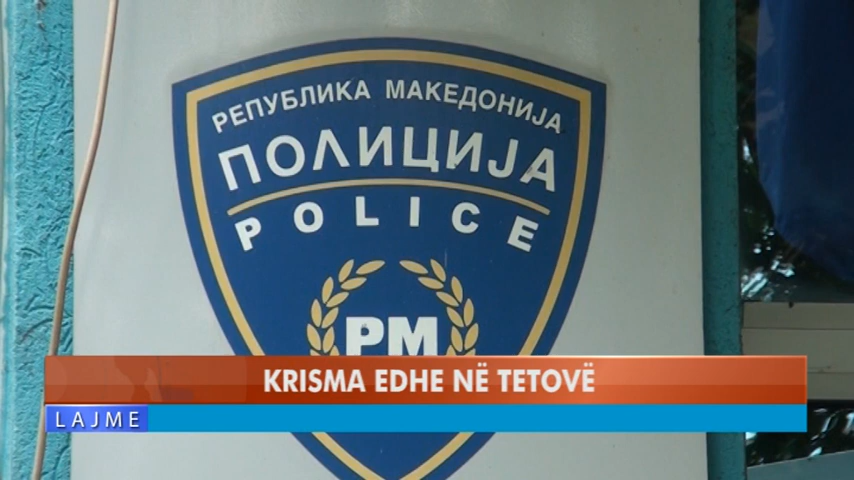 РЕПУБЛИКА МАКЕДОНИЈА
ПОЛИЦИЈА
POLICE
PM
KRISMA EDHE NË TETOVË
LAJME